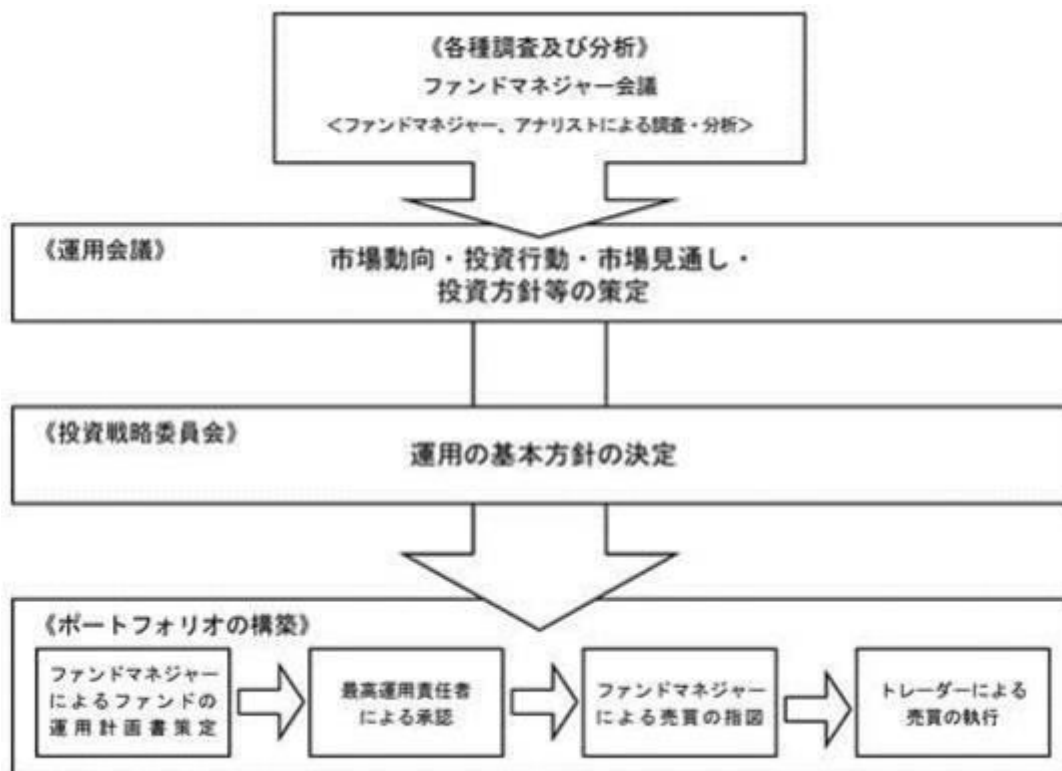 《各種調査及び分析》
ファンドマネジャー会議
<ファンドマネジャー、アナリストによる調査・分析>
《運用会議》
市場動向・投資行動・市場見通し・
投資方針等の策定
《投資戦略委員会》
運用の基本方針の決定
《ポートフォリオの構築》
ファンドマネジャー
によるファンドの
運用計画書策定
最高運用責任者
による承認
ファンドマネジャー
による売買の指図
トレーダーによる
売買の執行